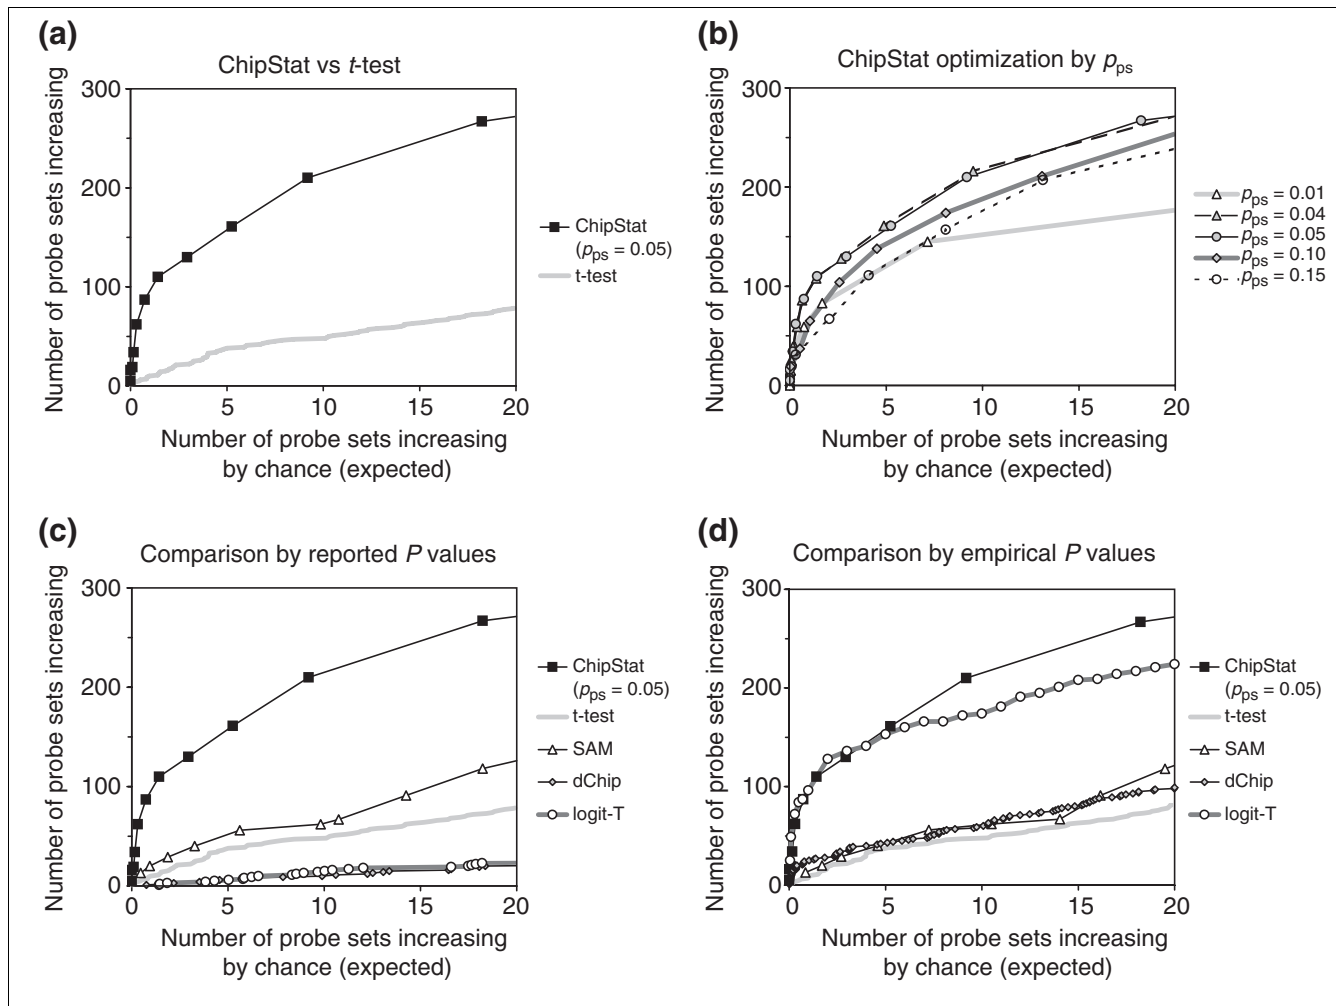 (a)
ChipStat vs t-test
Number of probe sets increasing
300
200
100
0
0 5 10 15 20
Number of probe sets increasing
by chance (expected)
ChipStat
(pps = 0.05)
t-test
(b)
ChipStat optimization by pps
Number of probe sets increasing
300
200
100
0
0 5 10 15 20
Number of probe sets increasing
by chance (expected)
pps = 0.01
pps = 0.04
pps = 0.05
pps = 0.10
pps = 0.15
(c)
Comparison by reported P values
Number of probe sets increasing
300
200
100
0
0 5 10 15 20
Number of probe sets increasing
by chance (expected)
ChipStat
(pps = 0.05)
t-test
SAM
dChip
logit-T
(d)
Comparison by empirical P values
Number of probe sets increasing
300
200
100
0
0 5 10 15 20
Number of probe sets increasing
by chance (expected)
ChipStat
(pps = 0.05)
t-test
SAM
dChip
logit-T